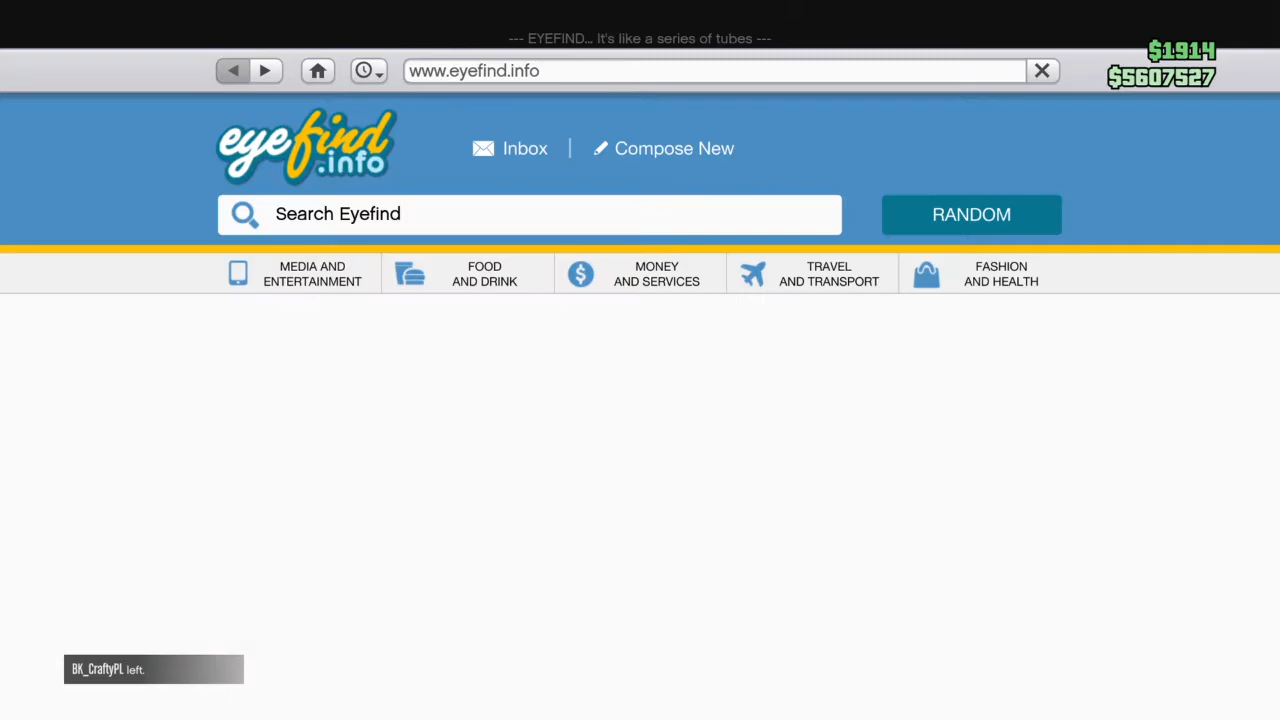 --- EYEFIND... It's like a series of tubes ---
$1914
www.eyefind.info
$5607527
eyefind
.info
Inbox
Compose New
Search Eyefind
RANDOM
MEDIA AND
ENTERTAINMENT
FOOD
AND DRINK
MONEY
AND SERVICES
TRAVEL
AND TRANSPORT
FASHION
AND HEALTH
BK_CraftyPL left.